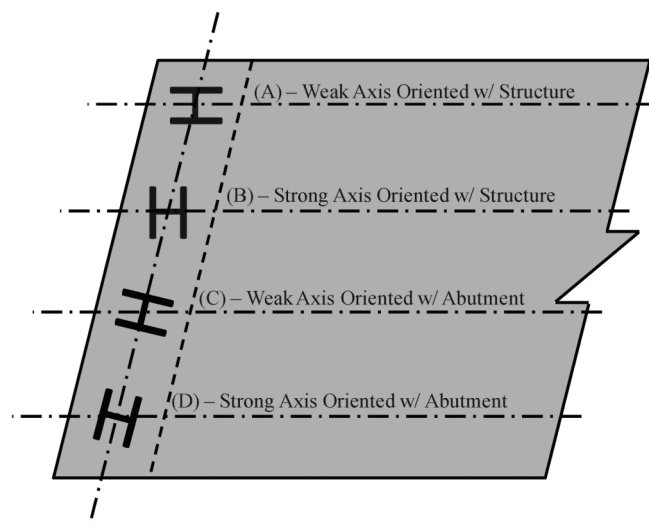 (A) – Weak Axis Oriented w/ Structure
(B) – Strong Axis Oriented w/ Structure
(C) – Weak Axis Oriented w/ Abutment
(D) – Strong Axis Oriented w/ Abutment